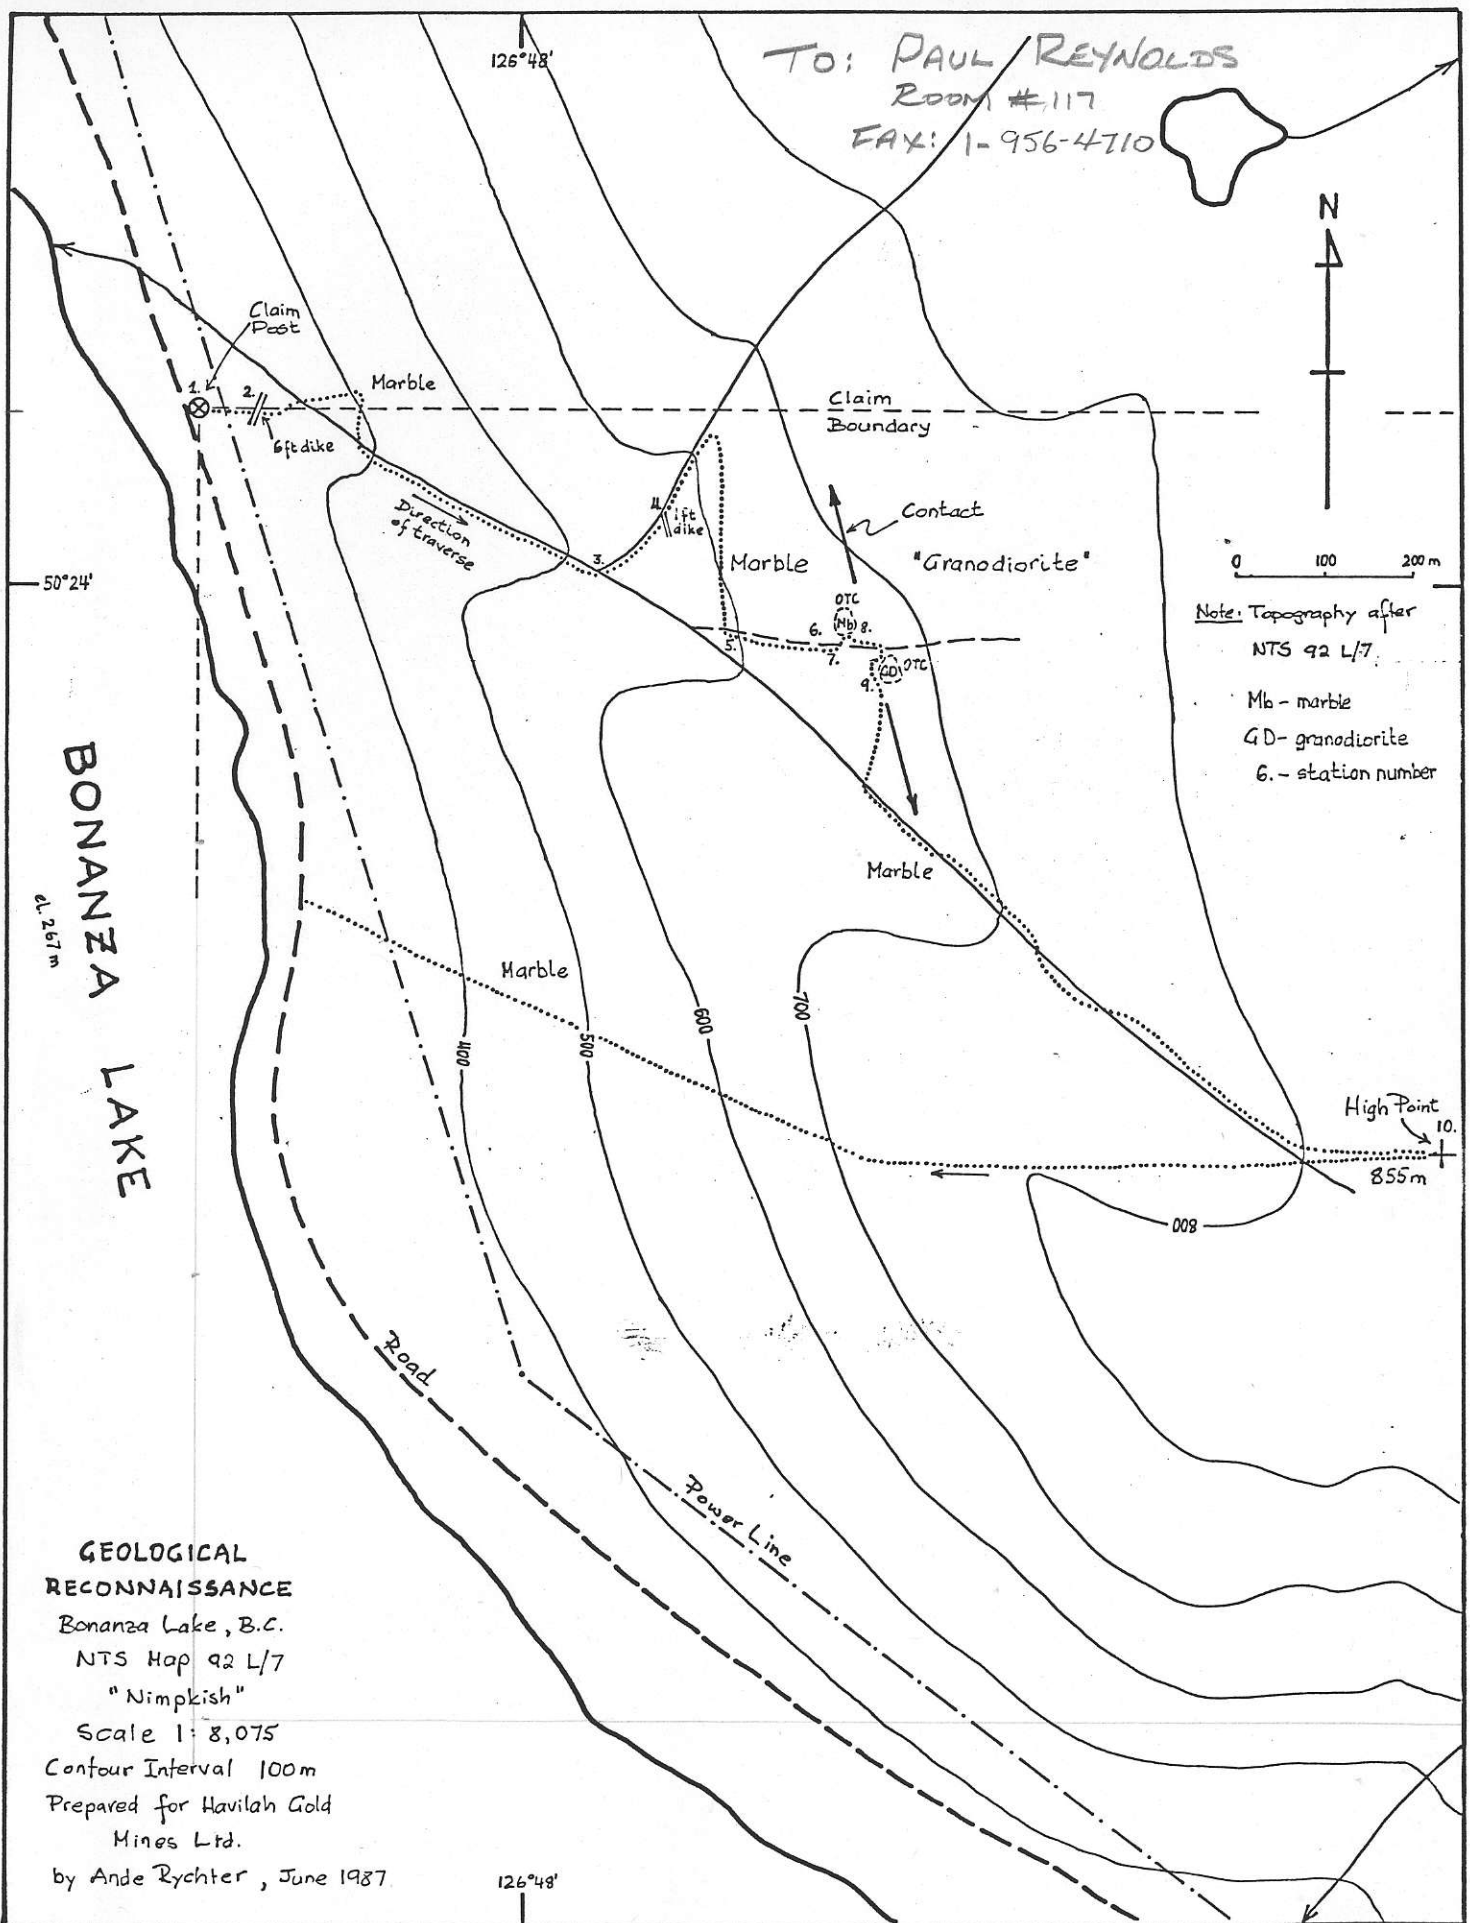 126°48'
TO: PAUL REYNOLDS
ROOM # 117
FAX: 1-956-4710
N
Claim
Post
1.
2.
Marble
6ft dike
Claim
Boundary
Direction
of traverse
3.
4.
1ft
dike
Contact
Marble
"Granodiorite"
50°24'
0 100 200 m
OTC
Mb
6.
8.
5.
7.
GD
OTC
9.
Note: Topography after
NTS 92 L/7.
Mb - marble
GD - granodiorite
6. - station number
BONANZA LAKE
el. 267 m
Marble
Marble
400
500
600
700
High Point
10.
855m
800
Road
Power Line
GEOLOGICAL
RECONNAISSANCE
Bonanza Lake, B.C.
NTS Map 92 L/7
"Nimpkish"
Scale 1: 8,075
Contour Interval 100m
Prepared for Havilah Gold
Mines Ltd.
by Ande Rychter, June 1987
126°48'